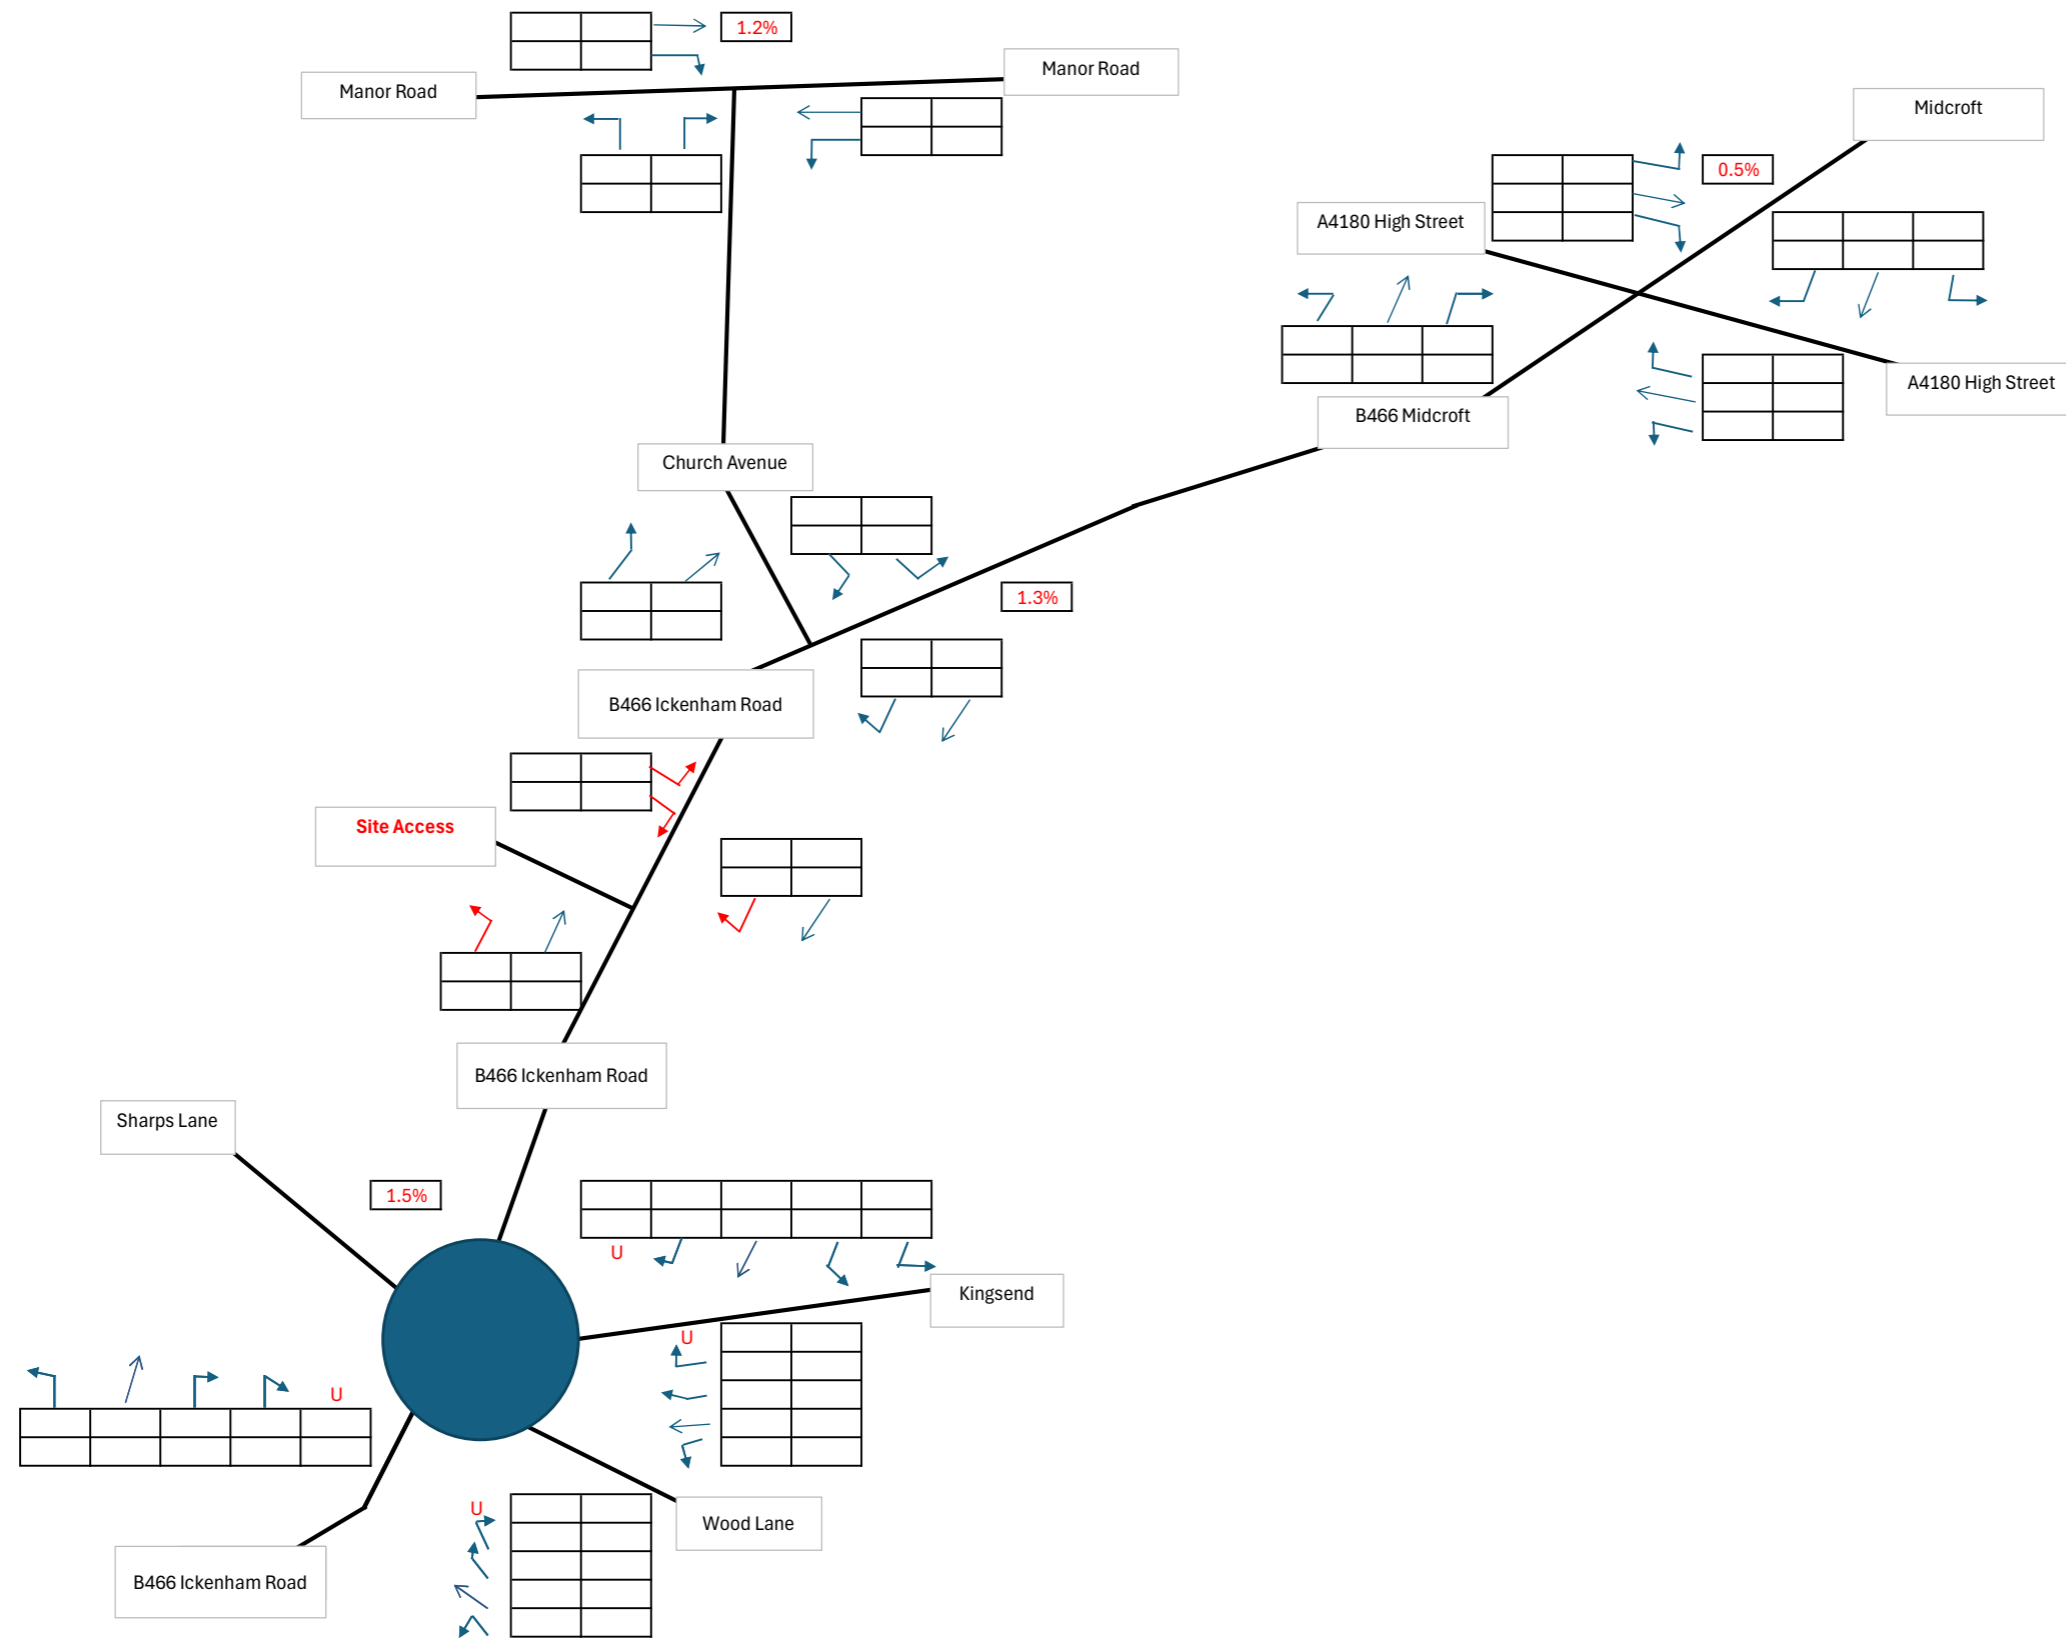 1.2%
Manor Road
Manor Road
Midcroft
0.5%
A4180 High Street
A4180 High Street
B466 Midcroft
Church Avenue
1.3%
B466 Ickenham Road
Site Access
B466 Ickenham Road
Sharps Lane
1.5%
U
Kingsend
U
U
U
Wood Lane
B466 Ickenham Road